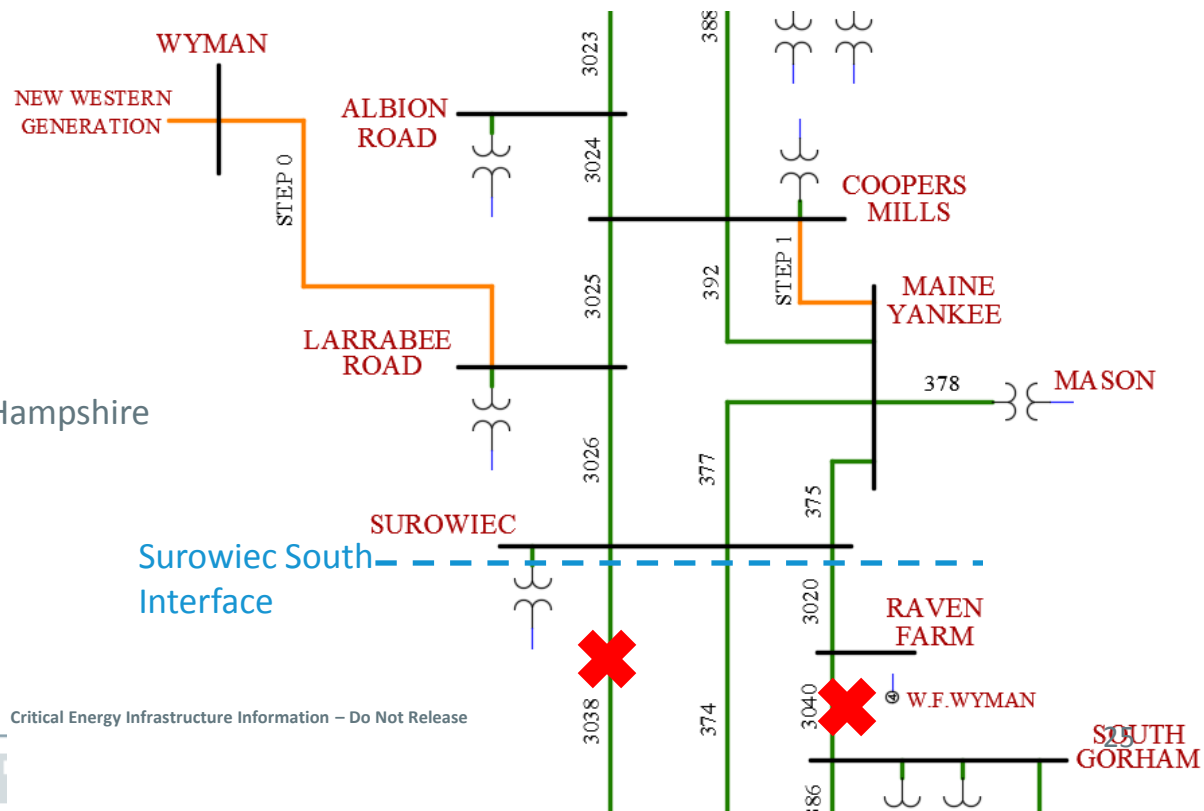 WYMAN
NEW WESTERN
GENERATION
STEP 0
ALBION
ROAD
3023
388
3024
COOPERS
MILLS
3025
392
STEP 1
MAINE
YANKEE
LARRABEE
ROAD
378
MASON
Hampshire
3026
377
375
SUROWIEC
Surowiec South
Interface
3020
RAVEN
FARM
3038
374
3040
W.F.WYMAN
Critical Energy Infrastructure Information – Do Not Release
25
SOUTH
GORHAM